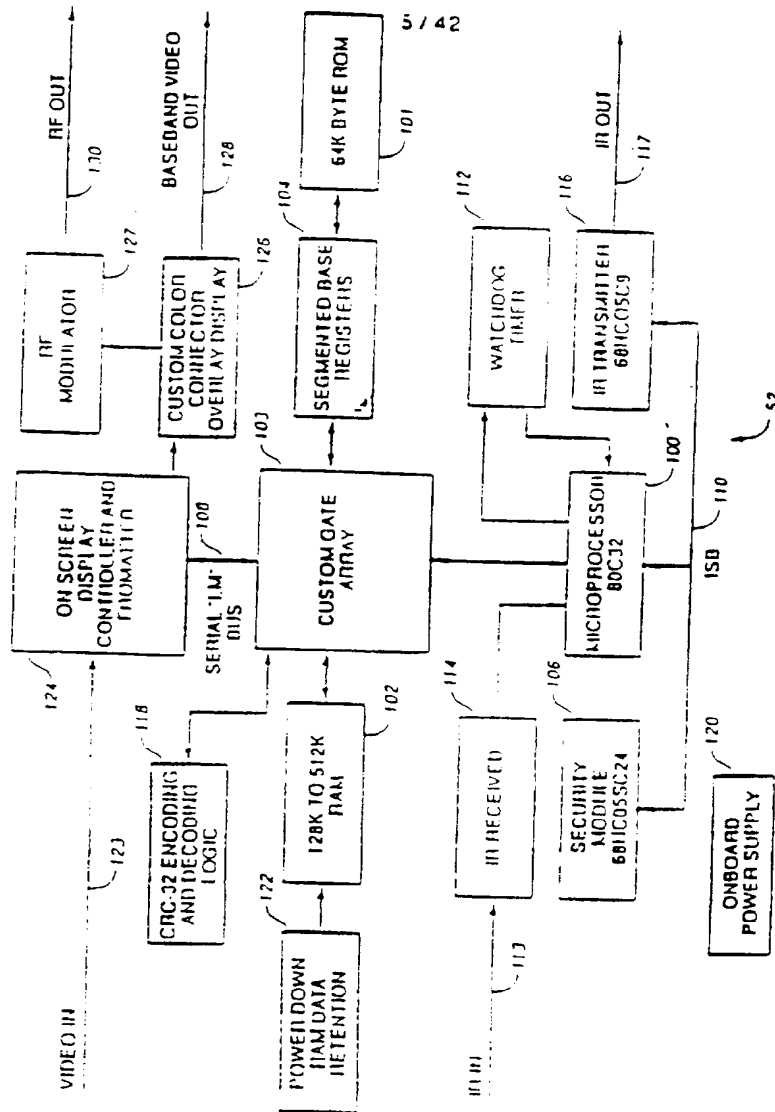 VIDEO IN
123
124
ON SCREEN
DISPLAY
CONTROLLER AND
FROMATTER
RF
MODULATOR
127
RF OUT
130
CUSTOM COLOR
CONNECTOR
OVERLAY DISPLAY
126
BASEBAND VIDEO
OUT
128
118
CRC-32 ENCODING
AND DECODING
LOGIC
SERIAL "I.M"
BUS
108
POWER DOWN
RAM DATA
RETENTION
122
128K TO 512K
RAM
102
CUSTOM GATE
ARRAY
103
SEGMENTED BASE
REGISTERS
104
64K BYTE ROM
101
5 / 42
IR IN
113
IR RECEIVED
114
WATCHDOG
TIMER
112
SECURITY
MODULE
68HC05SC24
106
MICROPROCESSOR
80C32
100
IR TRANSMITTER
68HC05C9
116
IR OUT
117
ISB
110
ONBOARD
POWER SUPPLY
120
52